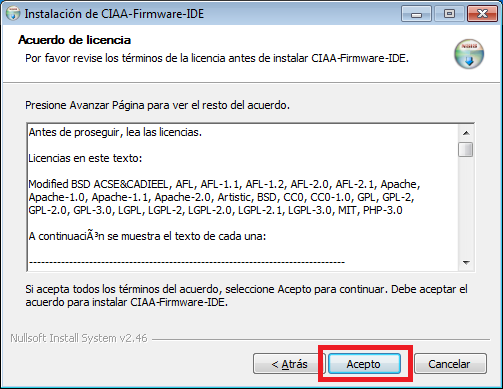 Instalación de CIAA-Firmware-IDE
Acuerdo de licencia
Por favor revise los términos de la licencia antes de instalar CIAA-Firmware-IDE.
Presione Avanzar Página para ver el resto del acuerdo.
Antes de proseguir, lea las licencias.
Licencias en este texto:
Modified BSD ACSE&CADIEEL, AFL, AFL-1.1, AFL-1.2, AFL-2.0, AFL-2.1, Apache,
Apache-1.0, Apache-1.1, Apache-2.0, Artistic, BSD, CC0, CC0-1.0, GPL, GPL-2,
GPL-2.0, GPL-3.0, LGPL, LGPL-2, LGPL-2.0, LGPL-2.1, LGPL-3.0, MIT, PHP-3.0
A continuaciÃ³n se muestra el texto de cada una:
-------------------------------------------------------------------------------
Si acepta todos los términos del acuerdo, seleccione Acepto para continuar. Debe aceptar el
acuerdo para instalar CIAA-Firmware-IDE.
Nullsoft Install System v2.46
< Atrás
Acepto
Cancelar